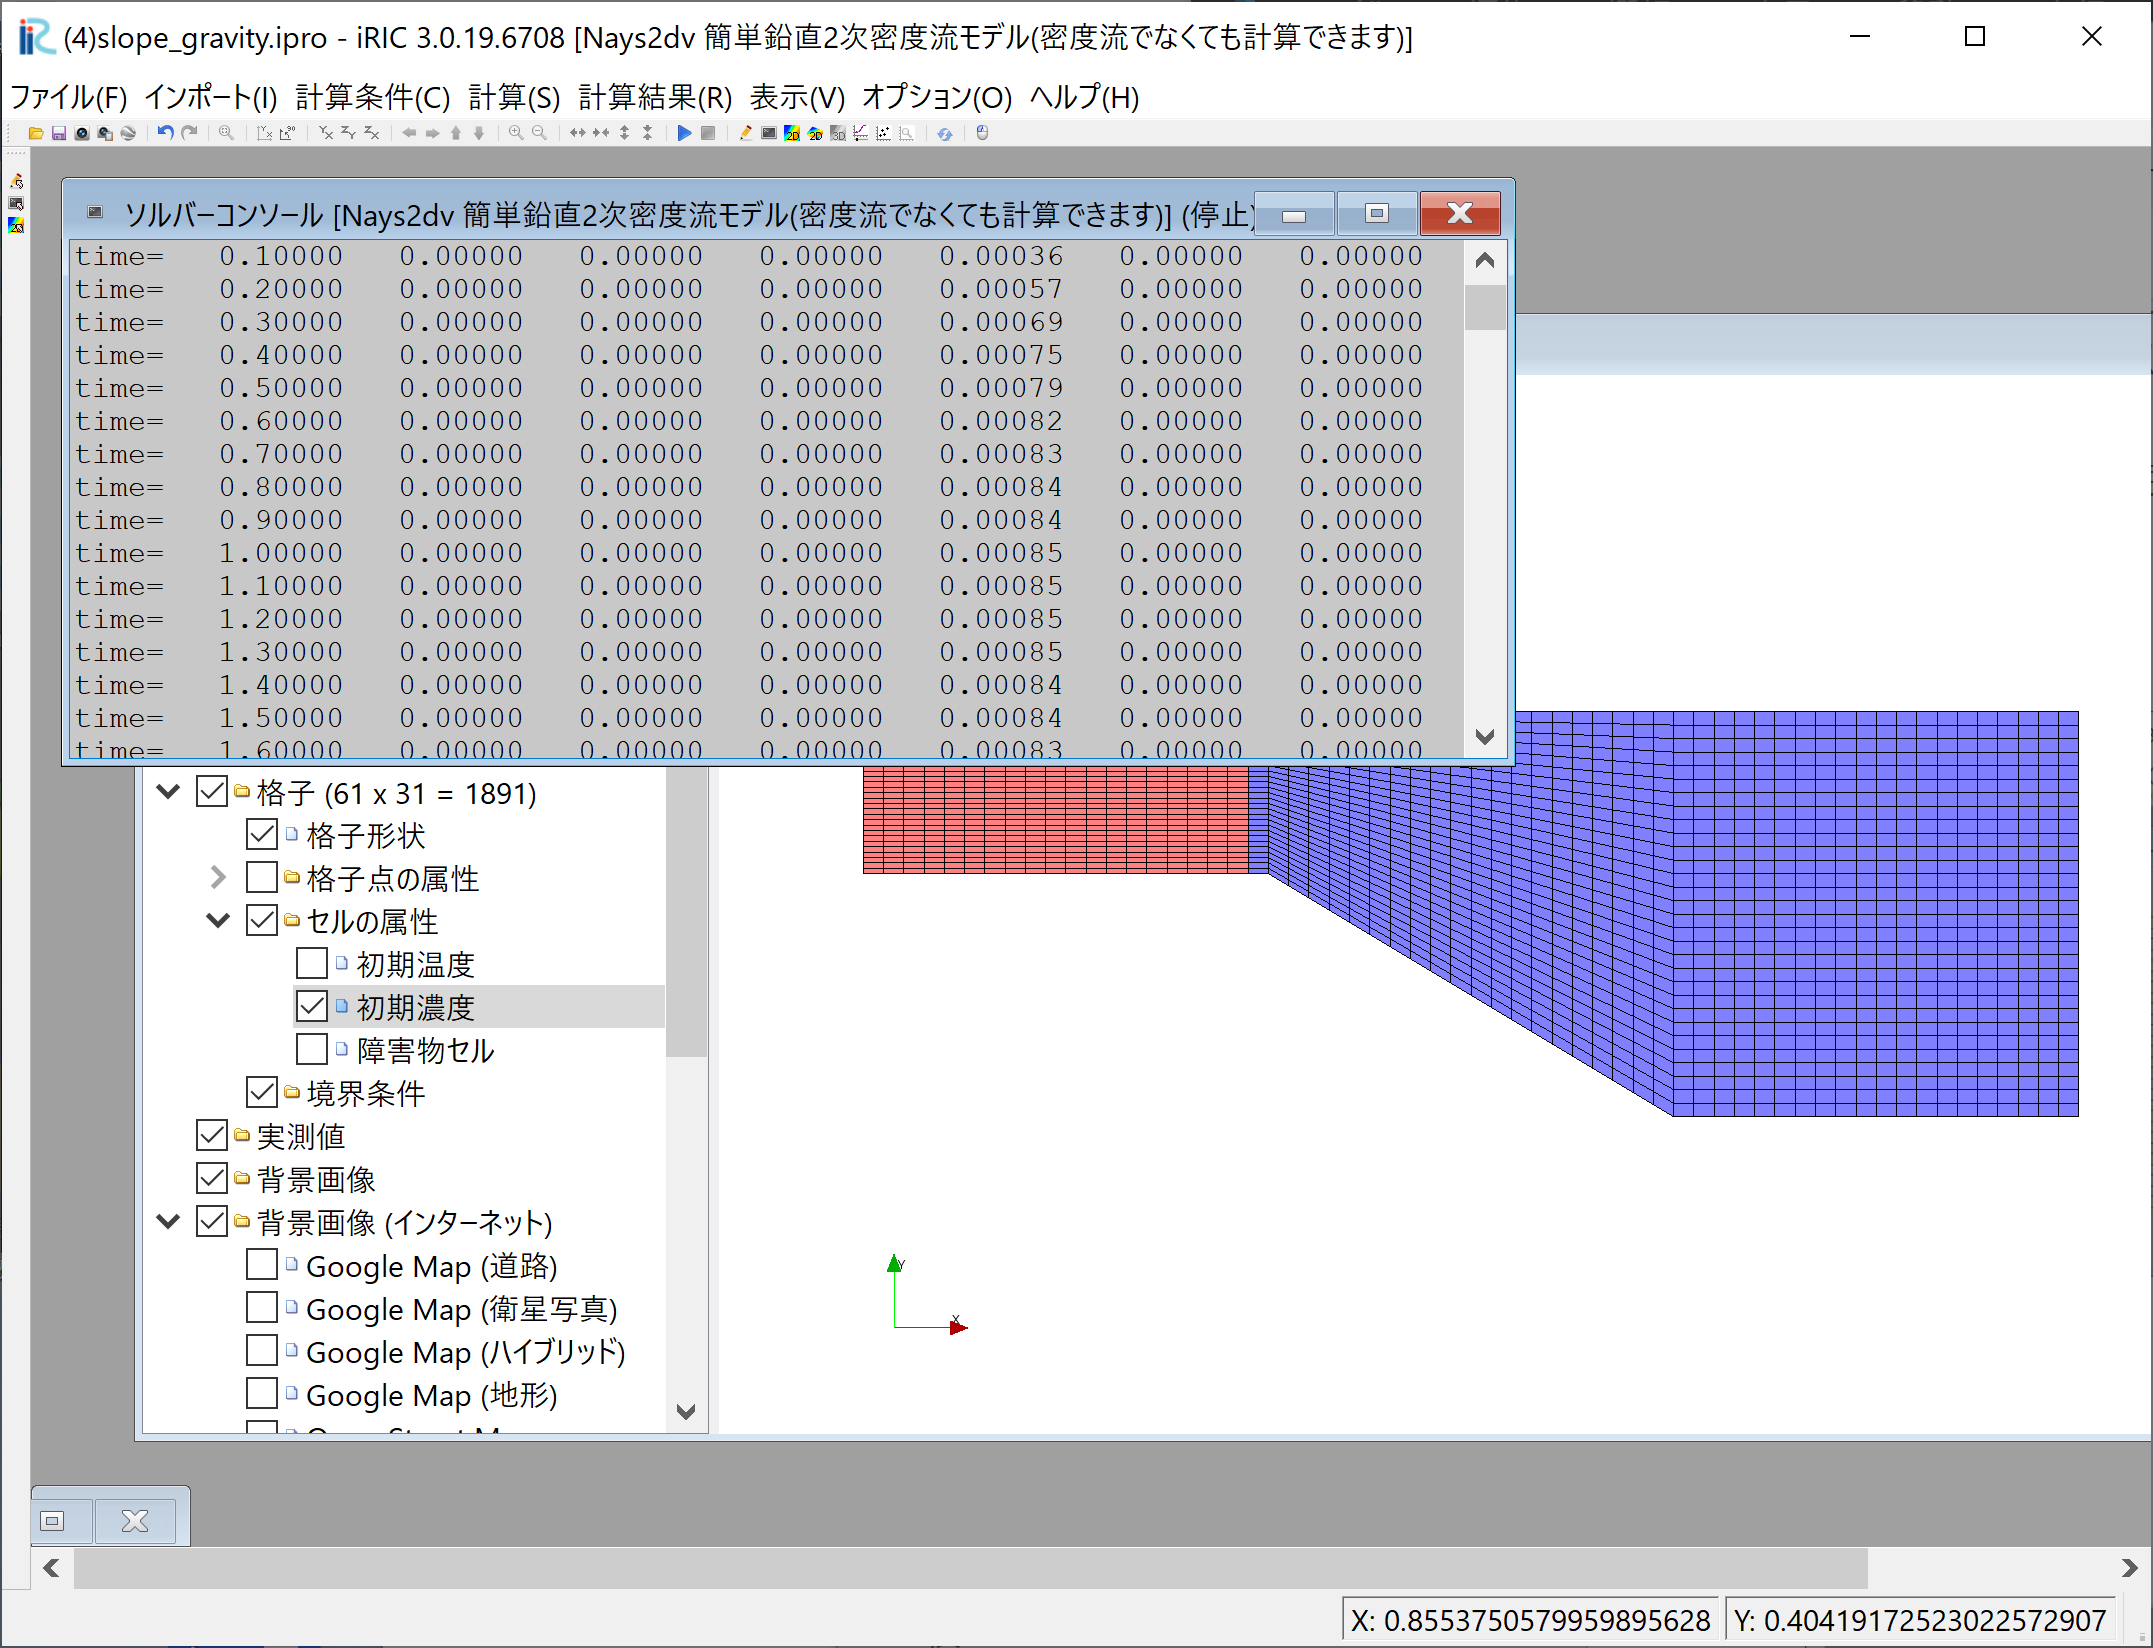 (4)slope_gravity.ipro - iRIC 3.0.19.6708 [Nays2dv 簡単鉛直2次密度流モデル(密度流でなくても計算できます)]
ファイル(F) インポート(I) 計算条件(C) 計算(S) 計算結果(R) 表示(V) オプション(O) ヘルプ(H)
ソルバーコンソール [Nays2dv 簡単鉛直2次密度流モデル(密度流でなくても計算できます)] (停止)
time= 0.10000 0.00000 0.00000 0.00000 0.00036 0.00000 0.00000
time= 0.20000 0.00000 0.00000 0.00000 0.00057 0.00000 0.00000
time= 0.30000 0.00000 0.00000 0.00000 0.00069 0.00000 0.00000
time= 0.40000 0.00000 0.00000 0.00000 0.00075 0.00000 0.00000
time= 0.50000 0.00000 0.00000 0.00000 0.00079 0.00000 0.00000
time= 0.60000 0.00000 0.00000 0.00000 0.00082 0.00000 0.00000
time= 0.70000 0.00000 0.00000 0.00000 0.00083 0.00000 0.00000
time= 0.80000 0.00000 0.00000 0.00000 0.00084 0.00000 0.00000
time= 0.90000 0.00000 0.00000 0.00000 0.00084 0.00000 0.00000
time= 1.00000 0.00000 0.00000 0.00000 0.00085 0.00000 0.00000
time= 1.10000 0.00000 0.00000 0.00000 0.00085 0.00000 0.00000
time= 1.20000 0.00000 0.00000 0.00000 0.00085 0.00000 0.00000
time= 1.30000 0.00000 0.00000 0.00000 0.00085 0.00000 0.00000
time= 1.40000 0.00000 0.00000 0.00000 0.00084 0.00000 0.00000
time= 1.50000 0.00000 0.00000 0.00000 0.00084 0.00000 0.00000
time= 1.60000 0.00000 0.00000 0.00000 0.00083 0.00000 0.00000
格子 (61 x 31 = 1891)
格子形状
格子点の属性
セルの属性
初期温度
初期濃度
障害物セル
境界条件
実測値
背景画像
背景画像 (インターネット)
Google Map (道路)
Google Map (衛星写真)
Google Map (ハイブリッド)
Google Map (地形)
Y
X
X: 0.8553750579959895628
Y: 0.40419172523022572907